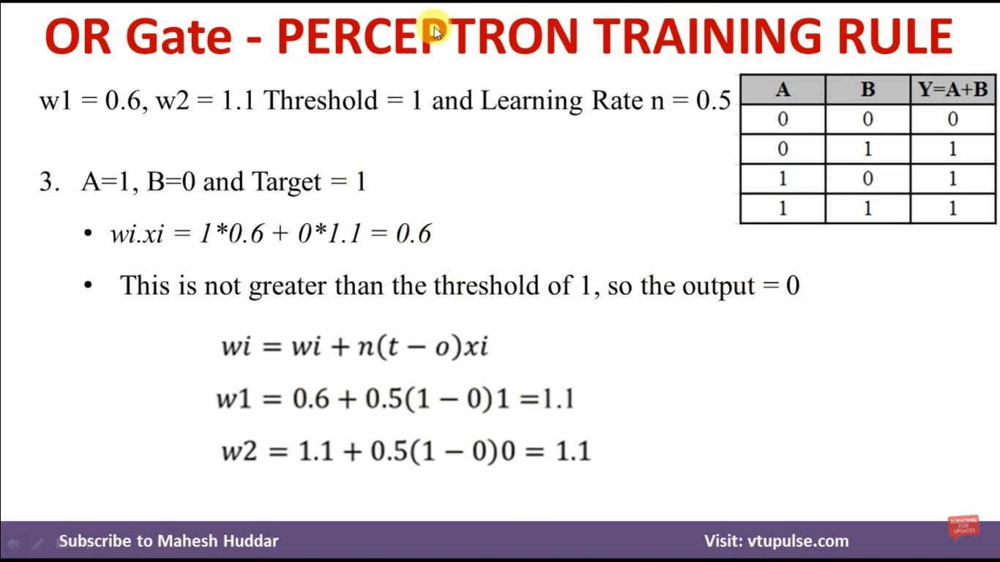 OR Gate - PERCEPTRON TRAINING RULE
w1 = 0.6, w2 = 1.1 Threshold = 1 and Learning Rate n = 0.5
A B Y=A+B
0 0 0
0 1 1
1 0 1
1 1 1
3. A=1, B=0 and Target = 1
• wi.xi = 1*0.6 + 0*1.1 = 0.6
• This is not greater than the threshold of 1, so the output = 0
wi = wi + n(t − o)xi
w1 = 0.6 + 0.5(1 − 0)1 =1.1
w2 = 1.1 + 0.5(1 − 0)0 = 1.1
SUBSCRIBE
FOR
UPDATES
Subscribe to Mahesh Huddar
Visit: vtupulse.com